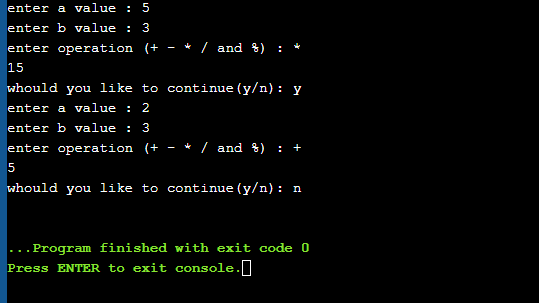 enter a value : 5
enter b value : 3
enter operation (+ - * / and %) : *
15
whould you like to continue(y/n): y
enter a value : 2
enter b value : 3
enter operation (+ - * / and %) : +
5
whould you like to continue(y/n): n
...Program finished with exit code 0
Press ENTER to exit console.